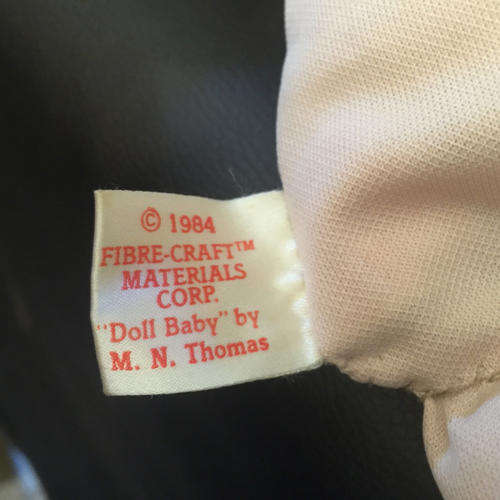 © 1984
FIBRE-CRAFT™
MATERIALS
CORP.
"Doll Baby" by
M. N. Thomas